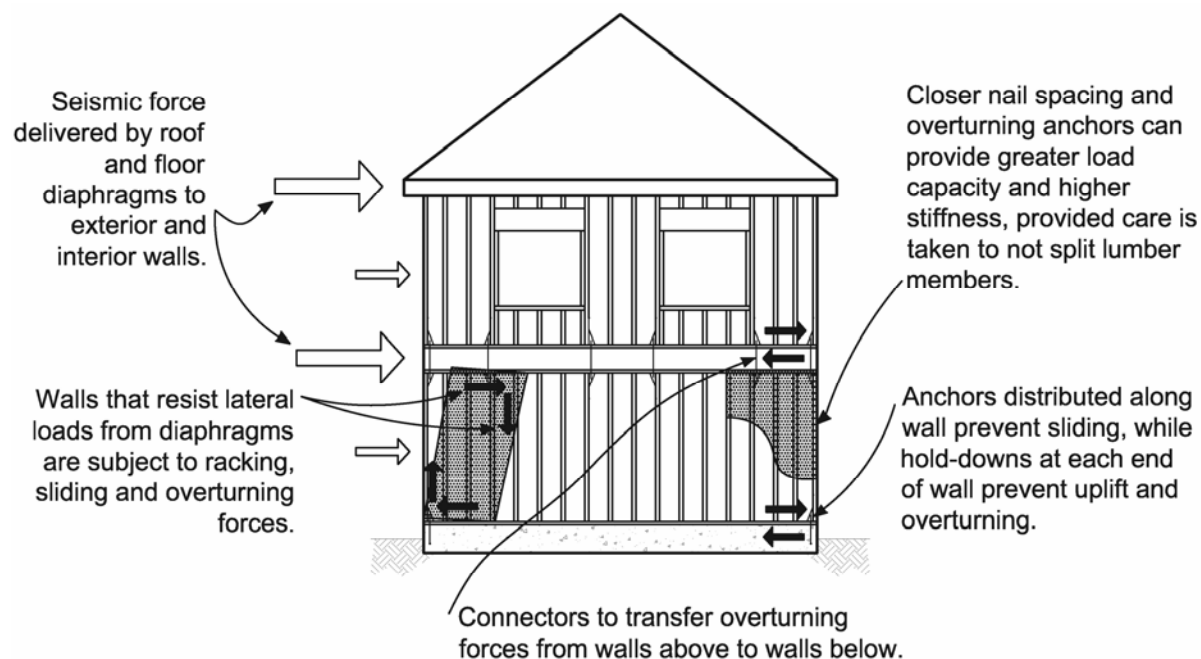 Seismic force
delivered by roof
and floor
diaphragms to
exterior and
interior walls.
Walls that resist lateral
loads from diaphragms
are subject to racking,
sliding and overturning
forces.
Closer nail spacing and
overturning anchors can
provide greater load
capacity and higher
stiffness, provided care is
taken to not split lumber
members.
Anchors distributed along
wall prevent sliding, while
hold-downs at each end
of wall prevent uplift and
overturning.
Connectors to transfer overturning
forces from walls above to walls below.